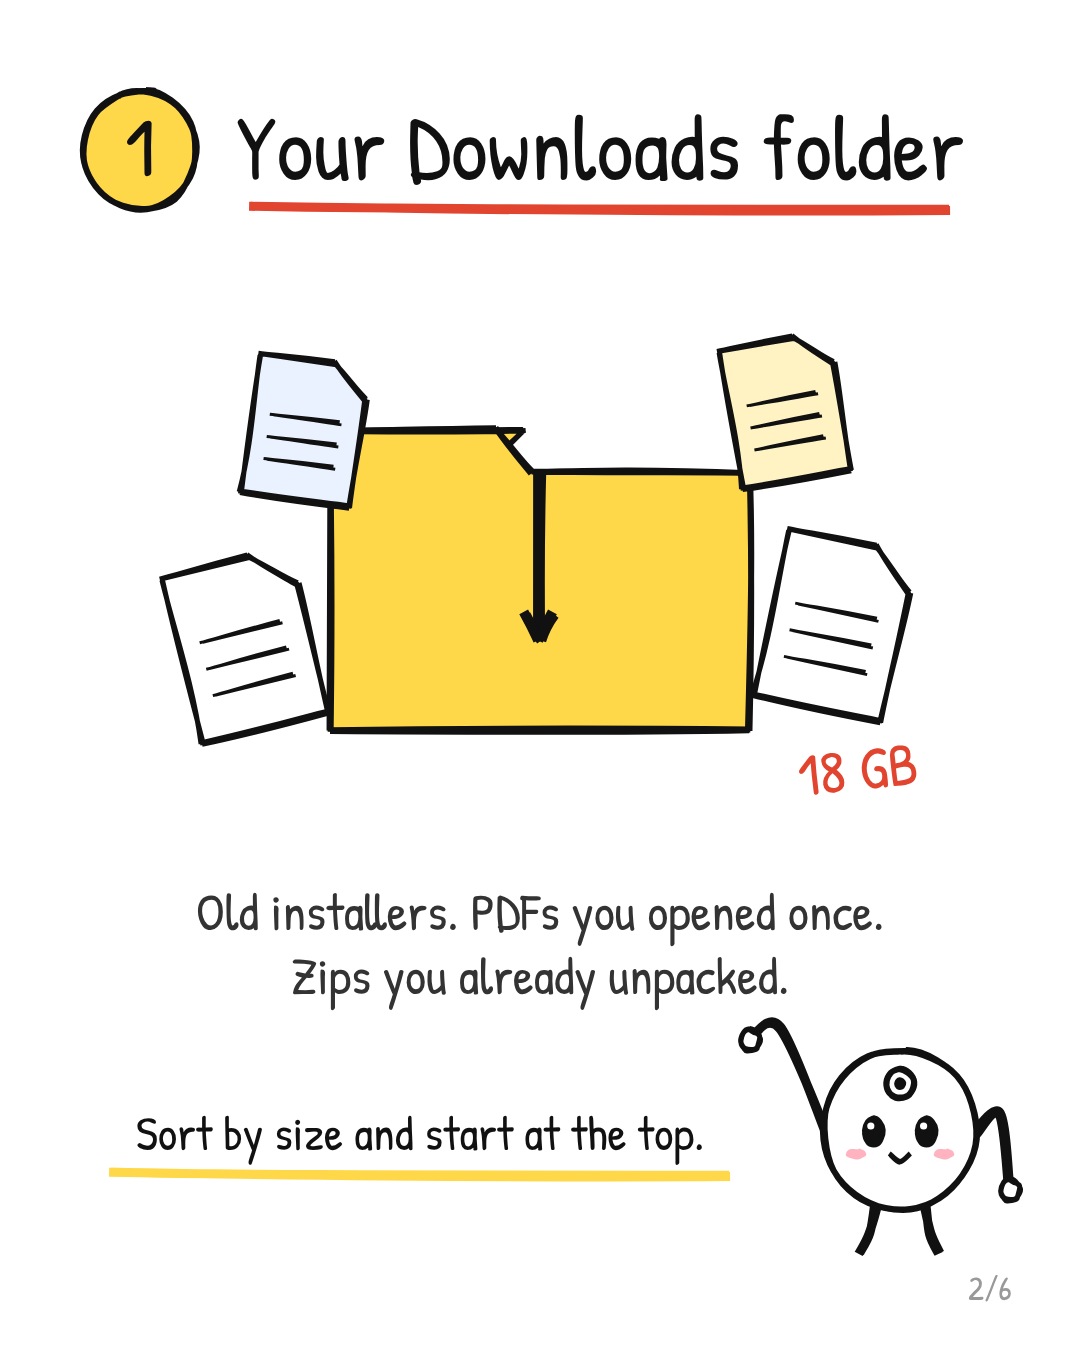 1
Your Downloads folder
18 GB
Old installers. PDFs you opened once.
Zips you already unpacked.
Sort by size and start at the top.
2/6